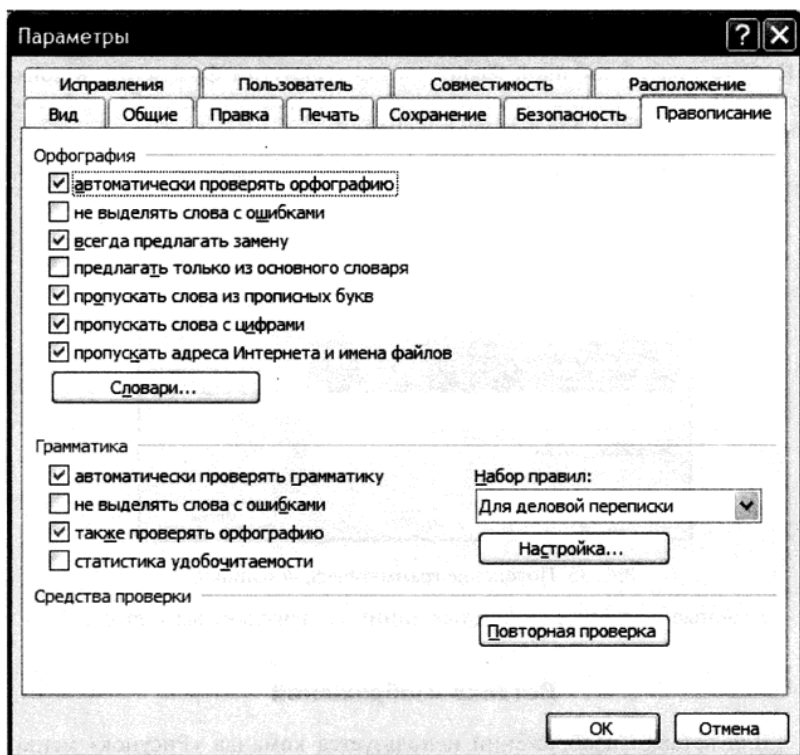 Параметры
Исправления Пользователь Совместимость Расположение
Вид Общие Правка Печать Сохранение Безопасность Правописание
Орфография
автоматически проверять орфографию
не выделять слова с ошибками
всегда предлагать замену
предлагать только из основного словаря
пропускать слова из прописных букв
пропускать слова с цифрами
пропускать адреса Интернета и имена файлов
Словари...
Грамматика
автоматически проверять грамматику Набор правил:
не выделять слова с ошибками Для деловой переписки
также проверять орфографию Настройка...
статистика удобочитаемости
Средства проверки
Повторная проверка
ОК Отмена